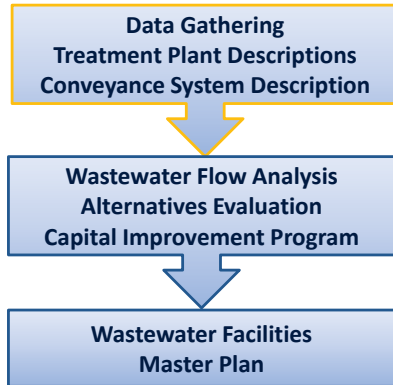 Data Gathering
Treatment Plant Descriptions
Conveyance System Description
Wastewater Flow Analysis
Alternatives Evaluation
Capital Improvement Program
Wastewater Facilities
Master Plan